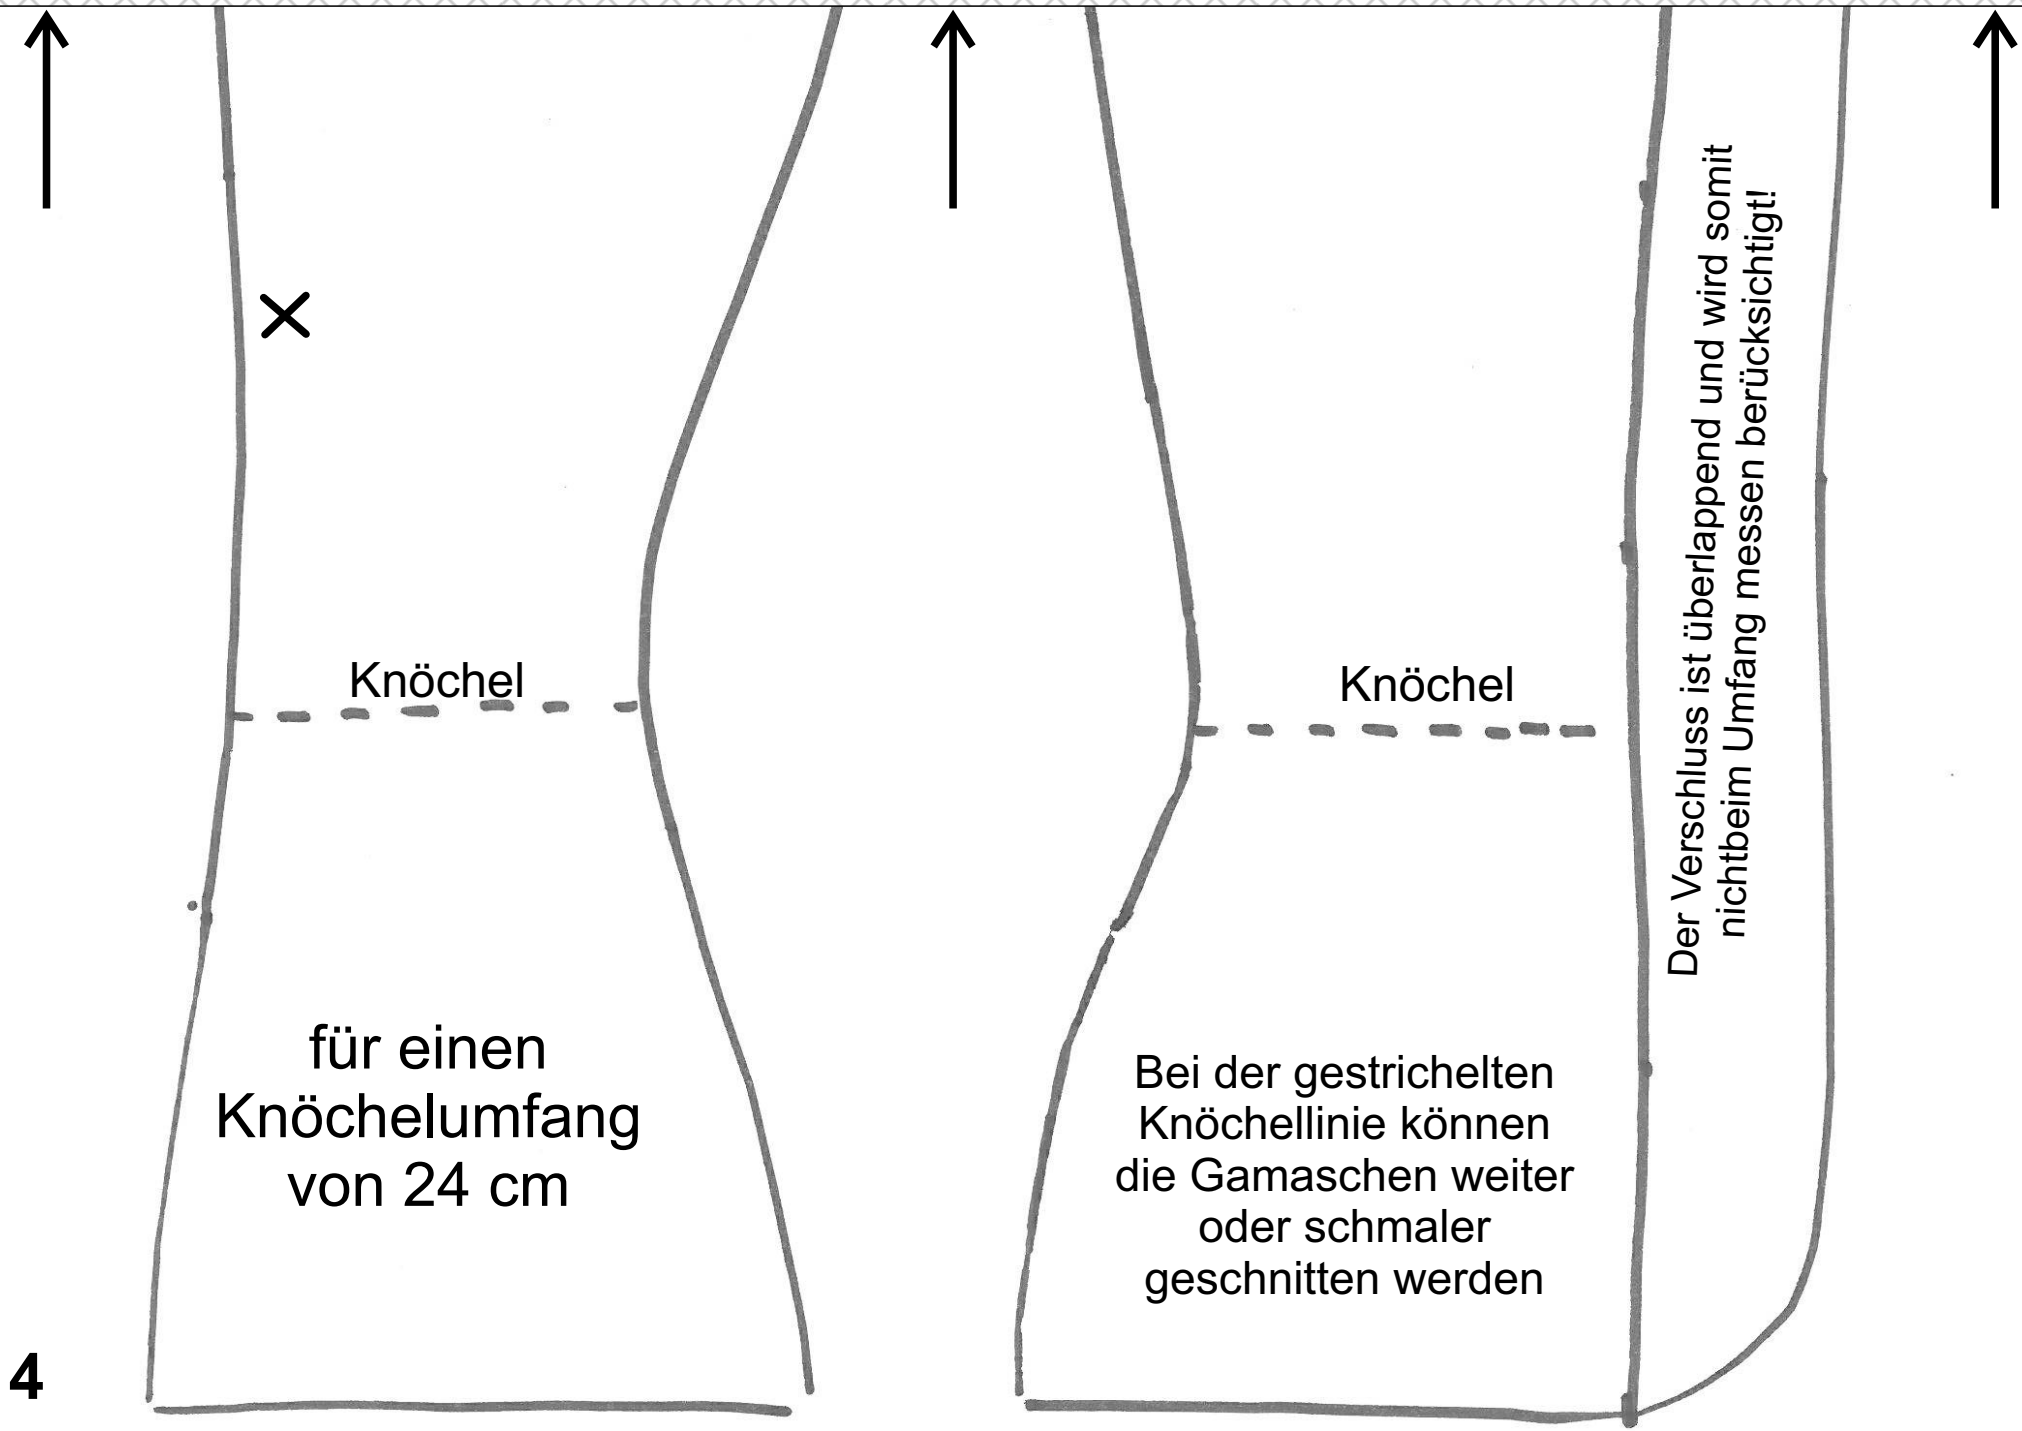 Knöchel
für einen
Knöchelumfang
von 24 cm
4
Knöchel
Bei der gestrichelten
Knöchellinie können
die Gamaschen weiter
oder schmaler
geschnitten werden
Der Verschluss ist überlappend und wird somit
nichtbeim Umfang messen berücksichtigt!